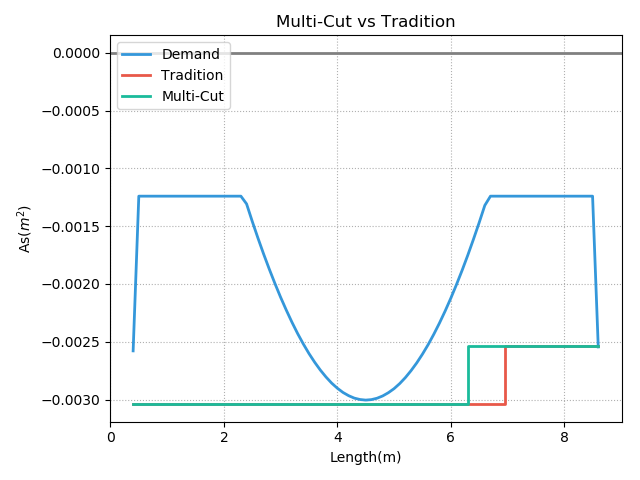 Multi-Cut vs Tradition
Demand
Tradition
Multi-Cut
0.0000
−0.0005
−0.0010
−0.0015
−0.0020
−0.0025
−0.0030
As(m²)
0 2 4 6 8
Length(m)